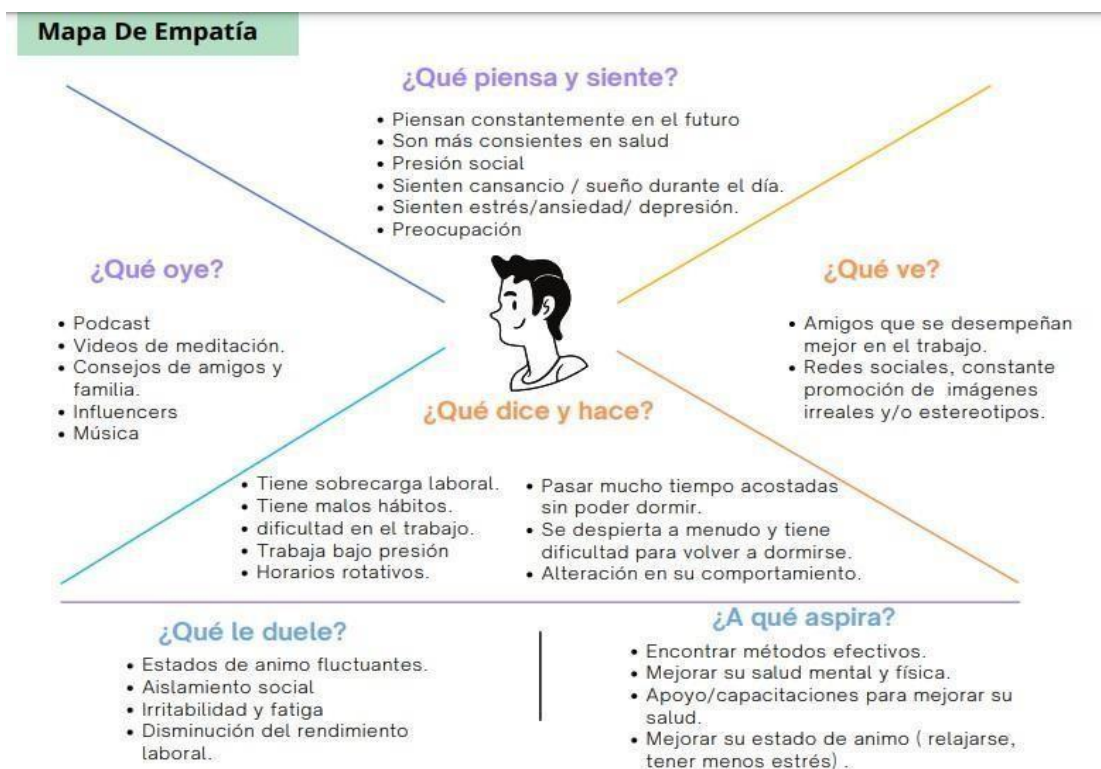 Mapa De Empatía
¿Qué piensa y siente?
• Piensan constantemente en el futuro
• Son más consientes en salud
• Presión social
• Sienten cansancio / sueño durante el día.
• Sienten estrés/ansiedad/ depresión.
• Preocupación
¿Qué oye?
• Podcast
• Videos de meditación.
• Consejos de amigos y
familia.
• Influencers
• Música
¿Qué ve?
• Amigos que se desempeñan
mejor en el trabajo.
• Redes sociales, constante
promoción de imágenes
irreales y/o estereotipos.
¿Qué dice y hace?
• Tiene sobrecarga laboral.
• Tiene malos hábitos.
• dificultad en el trabajo.
• Trabaja bajo presión
• Horarios rotativos.
• Pasar mucho tiempo acostadas
sin poder dormir.
• Se despierta a menudo y tiene
dificultad para volver a dormirse.
• Alteración en su comportamiento.
¿Qué le duele?
• Estados de animo fluctuantes.
• Aislamiento social
• Irritabilidad y fatiga
• Disminución del rendimiento
laboral.
¿A qué aspira?
• Encontrar métodos efectivos.
• Mejorar su salud mental y física.
• Apoyo/capacitaciones para mejorar su
salud.
• Mejorar su estado de animo ( relajarse,
tener menos estrés) .